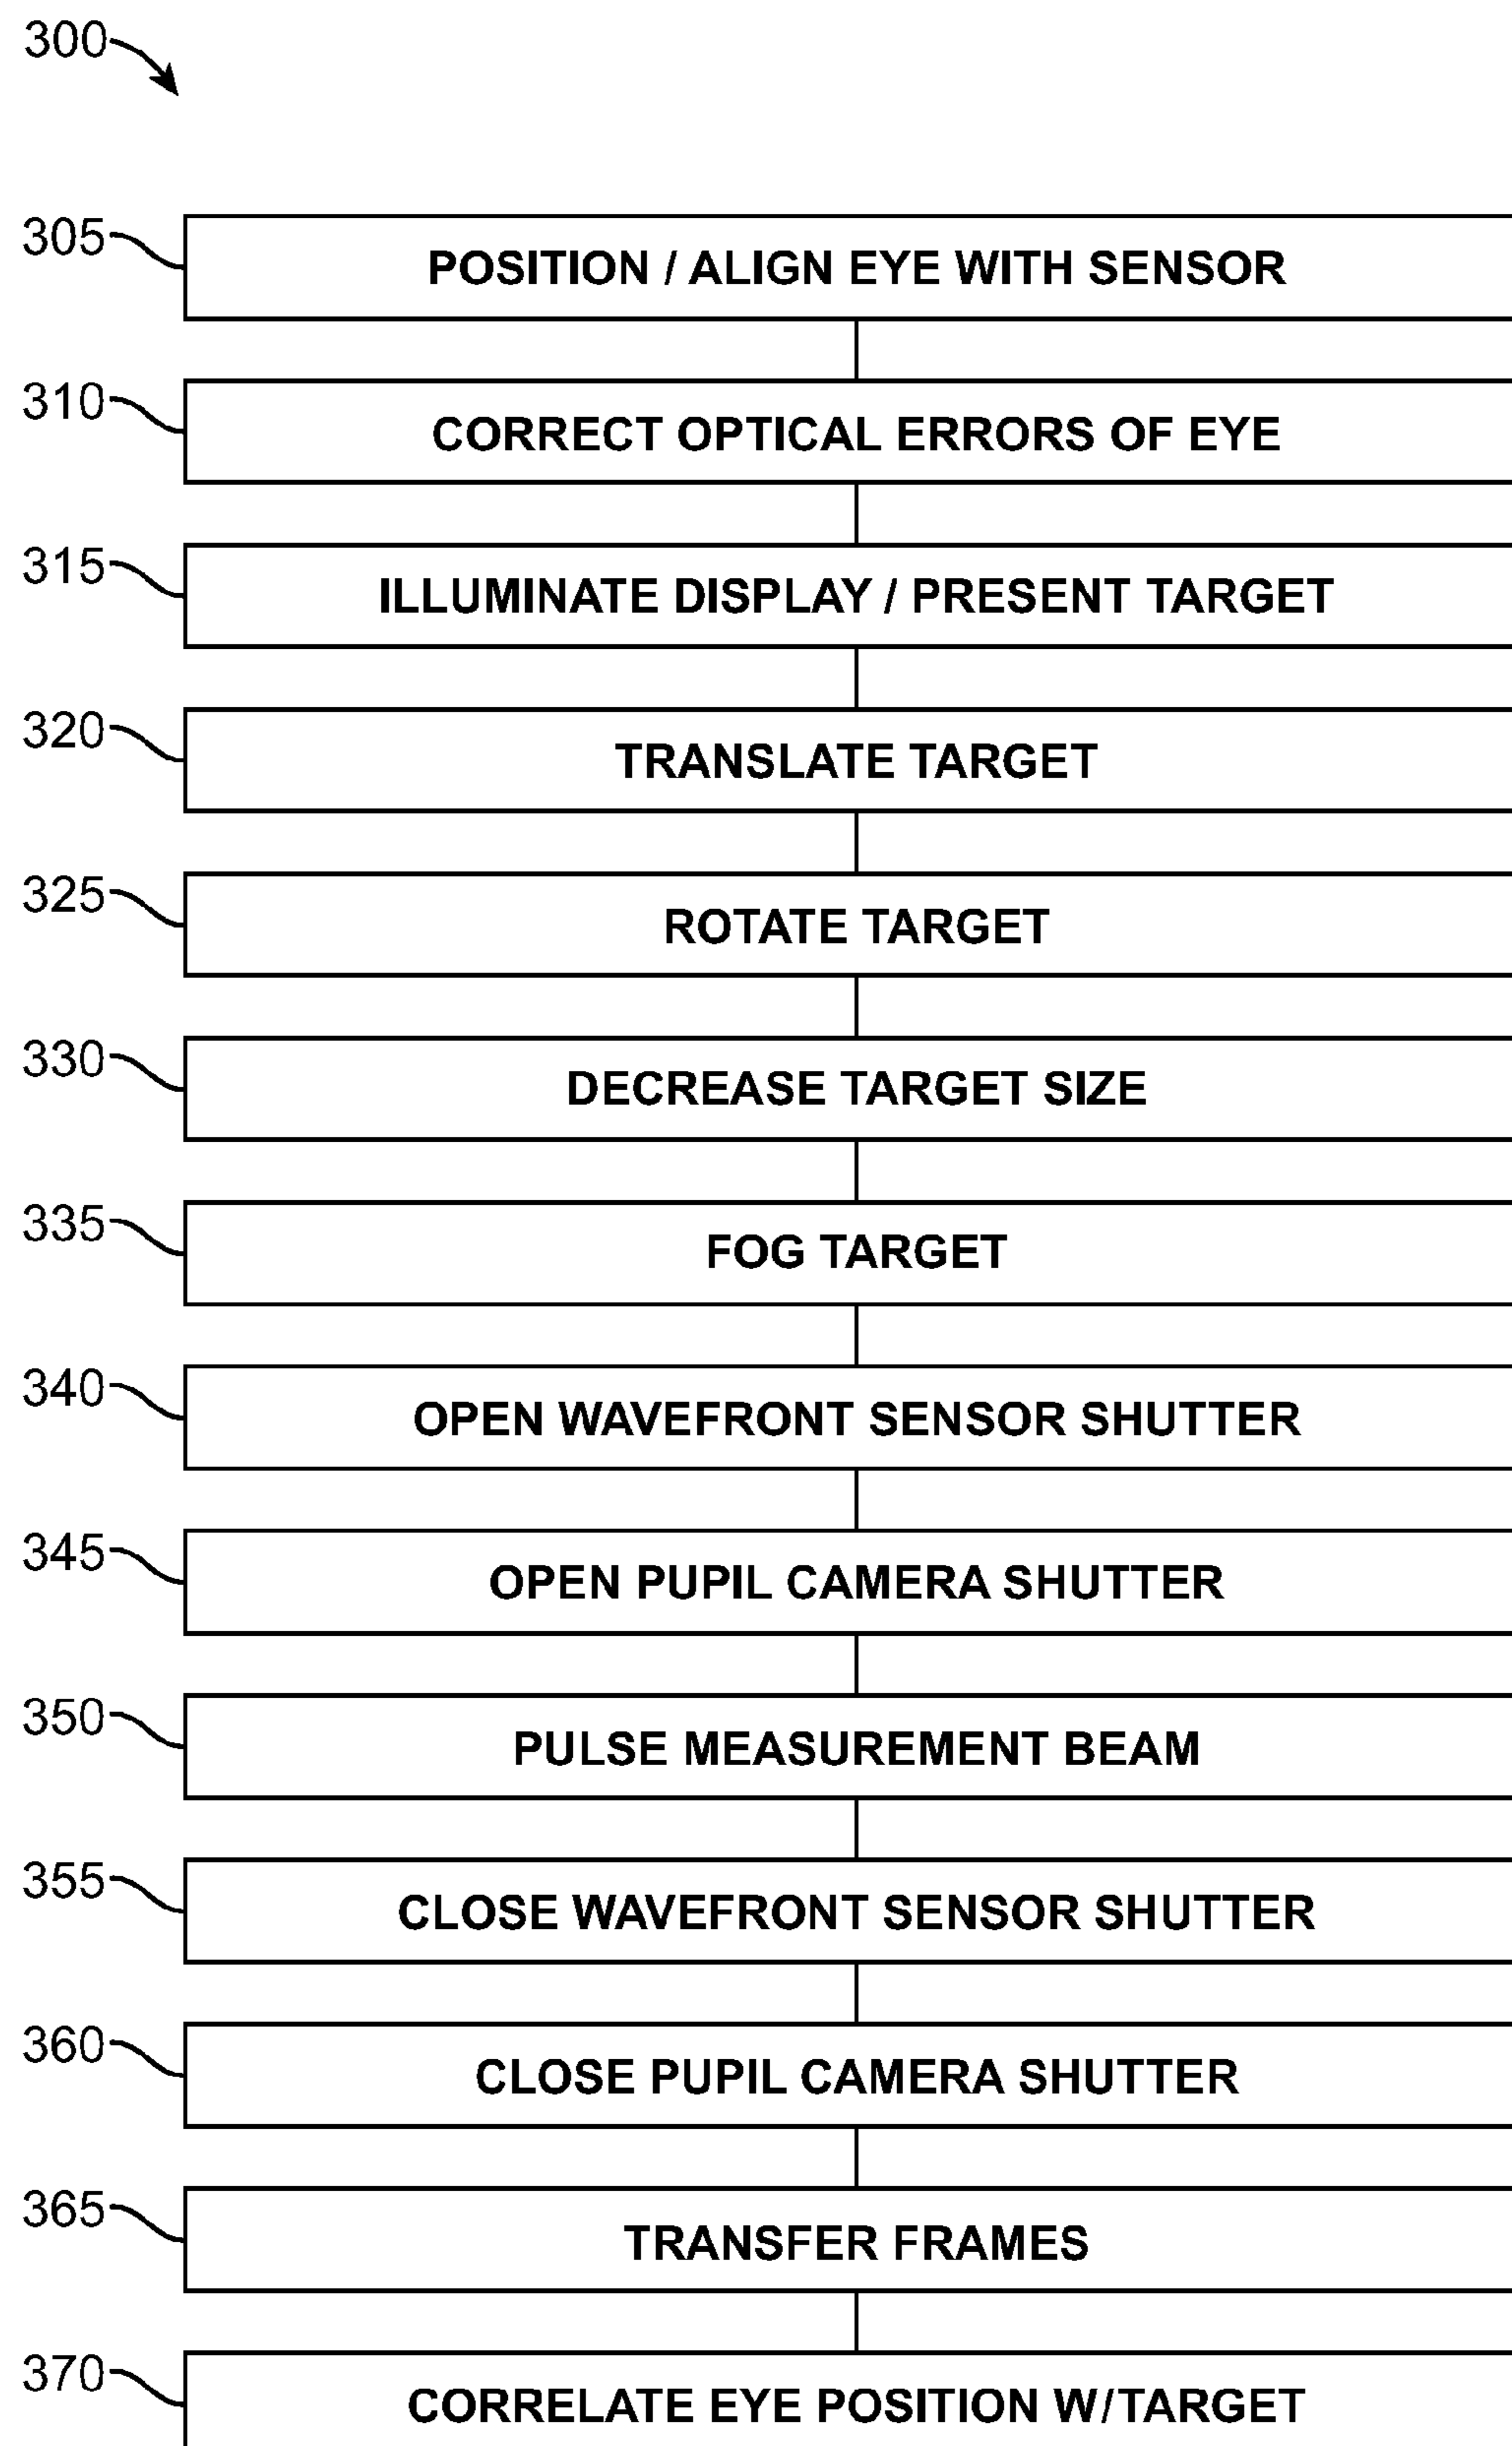 300
305 POSITION / ALIGN EYE WITH SENSOR
310 CORRECT OPTICAL ERRORS OF EYE
315 ILLUMINATE DISPLAY / PRESENT TARGET
320 TRANSLATE TARGET
325 ROTATE TARGET
330 DECREASE TARGET SIZE
335 FOG TARGET
340 OPEN WAVEFRONT SENSOR SHUTTER
345 OPEN PUPIL CAMERA SHUTTER
350 PULSE MEASUREMENT BEAM
355 CLOSE WAVEFRONT SENSOR SHUTTER
360 CLOSE PUPIL CAMERA SHUTTER
365 TRANSFER FRAMES
370 CORRELATE EYE POSITION W/TARGET